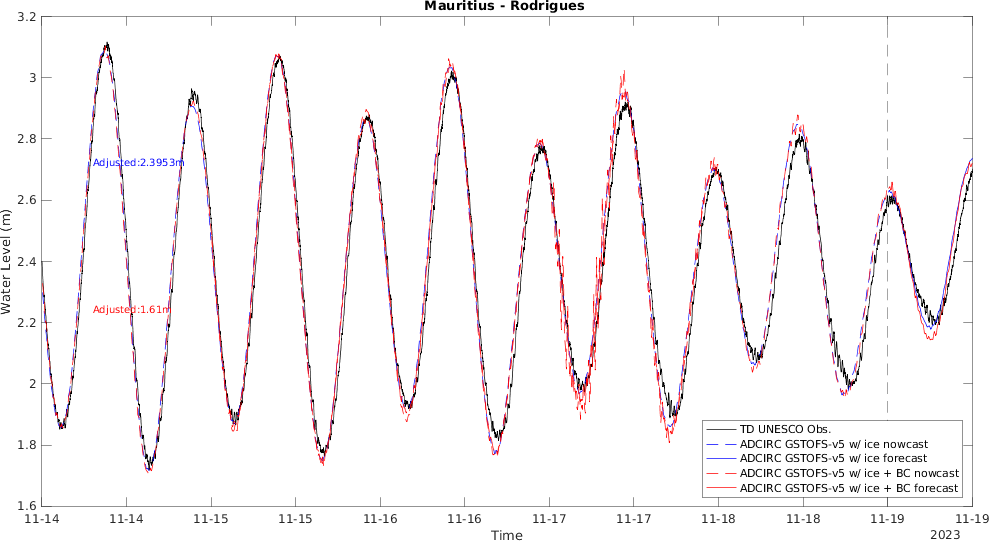 Mauritius - Rodrigues
3.2
3
2.8
2.6
2.4
2.2
2
1.8
1.6
Water Level (m)
Adjusted:2.3953m
Adjusted:1.61m
TD UNESCO Obs.
ADCIRC GSTOFS-v5 w/ ice nowcast
ADCIRC GSTOFS-v5 w/ ice forecast
ADCIRC GSTOFS-v5 w/ ice + BC nowcast
ADCIRC GSTOFS-v5 w/ ice + BC forecast
11-14 11-14 11-15 11-15 11-16 11-16 11-17 11-17 11-18 11-18 11-19 11-19
Time
2023